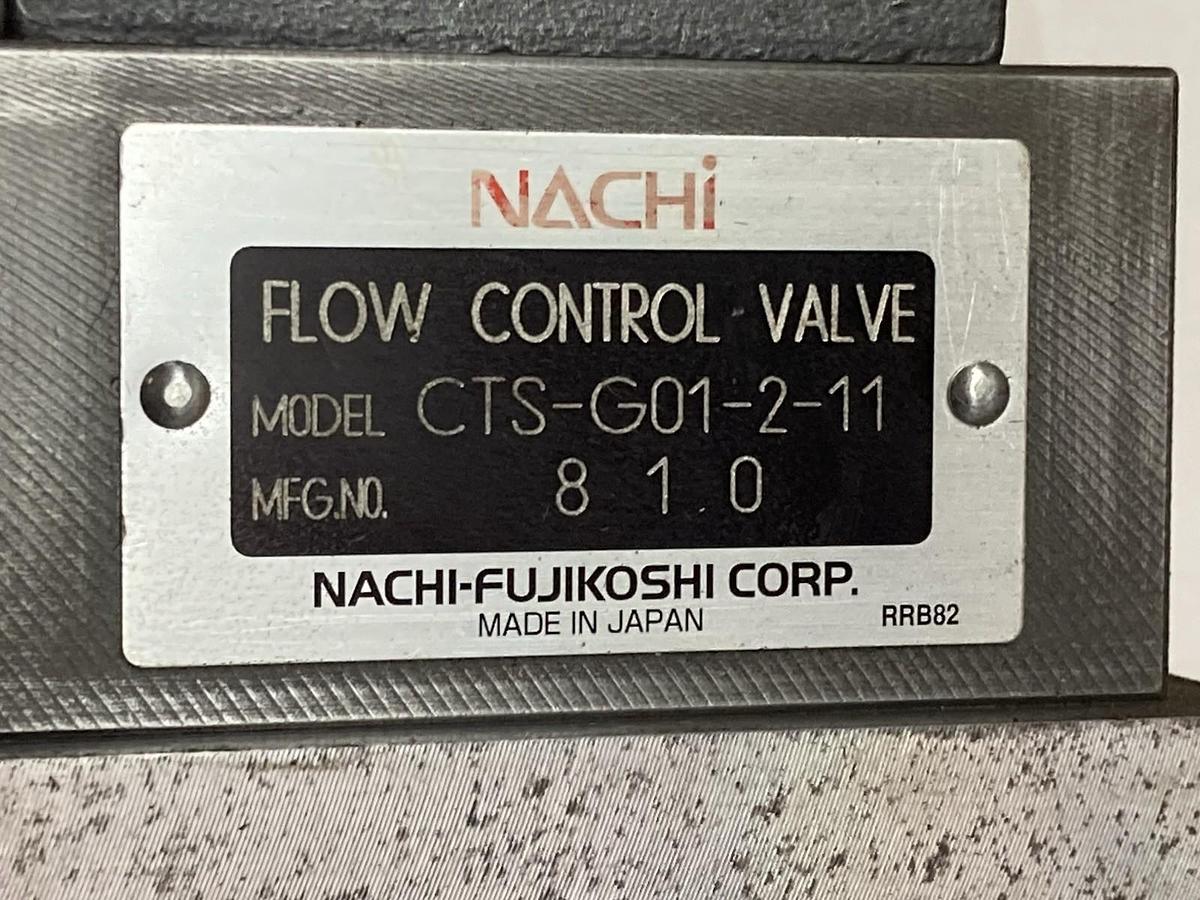 NACHi
FLOW CONTROL VALVE
MODEL CTS-G01-2-11
MFG.NO. 8 1 0
NACHI-FUJIKOSHI CORP.
MADE IN JAPAN
RRB82